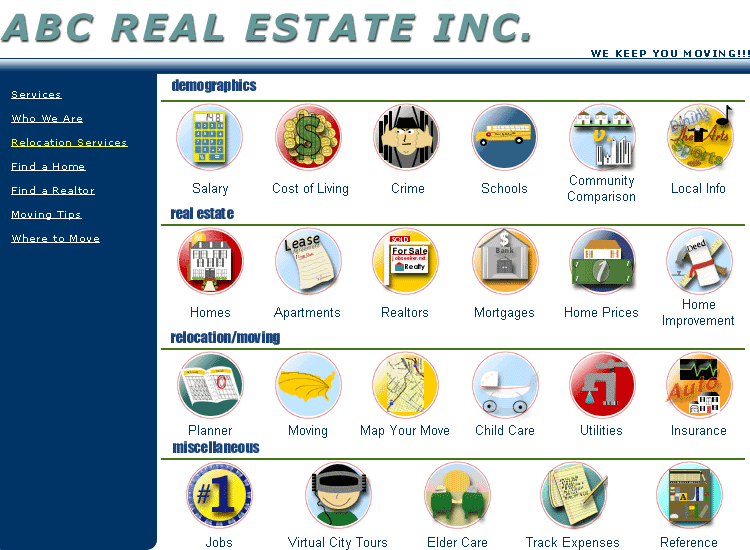 ABC REAL ESTATE INC.
WE KEEP YOU MOVING!!!
Services
Who We Are
Relocation Services
Find a Home
Find a Realtor
Moving Tips
Where to Move
demographics
Dining
The Arts
Sports
Salary
Cost of Living
Crime
Schools
Community
Comparison
Local Info
real estate
Lease
SOLD
For Sale
jobseeker.net
Realty
$
Bank
Deed
Homes
Apartments
Realtors
Mortgages
Home Prices
Home
Improvement
relocation/moving
Auto
Planner
Moving
Map Your Move
Child Care
Utilities
Insurance
miscellaneous
#1
Jobs
Virtual City Tours
Elder Care
Track Expenses
Reference